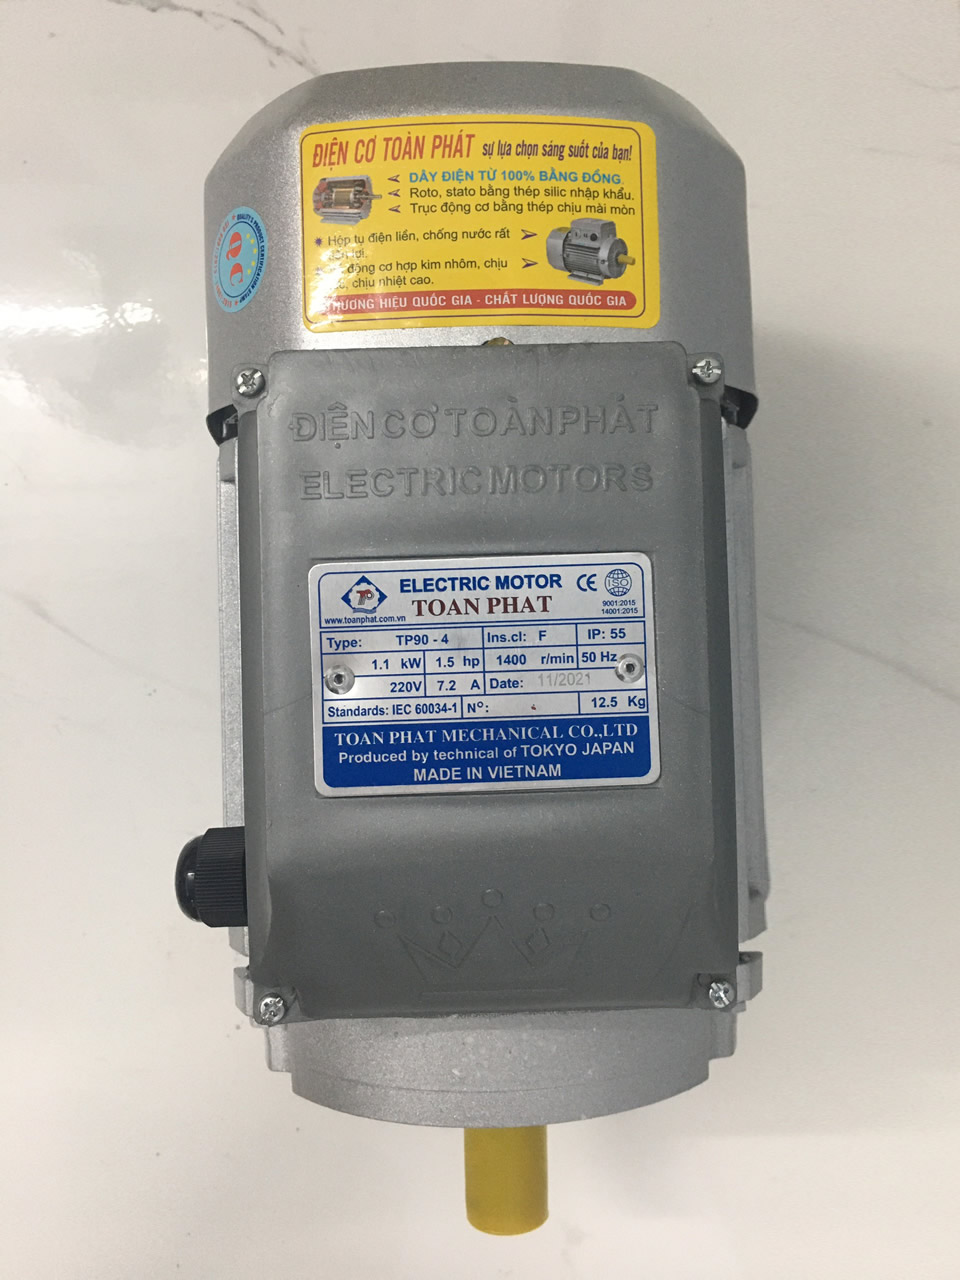 ĐIỆN CƠ TOÀN PHÁT sự lựa chọn sáng suốt của bạn!
DÂY ĐIỆN TỪ 100% BẰNG ĐỒNG.
Roto, stato bằng thép silic nhập khẩu.
Trục động cơ bằng thép chịu mài mòn
Hộp tụ điện liền, chống nước rất
động cơ hợp kim nhôm, chịu
chịu nhiệt cao.
THƯƠNG HIỆU QUỐC GIA - CHẤT LƯỢNG QUỐC GIA
QC
ĐIỆN CƠ TOÀN PHÁT
ELECTRIC MOTORS
TP
www.toanphat.com.vn
ELECTRIC MOTOR
TOAN PHAT
CE
ISO
9001:2015
14001:2015
Type: TP90 - 4 Ins.cl: F IP: 55
1.1 kW 1.5 hp 1400 r/min 50 Hz
220V 7.2 A Date: 11/2021
Standards: IEC 60034-1 Nº: 12.5 Kg
TOAN PHAT MECHANICAL CO.,LTD
Produced by technical of TOKYO JAPAN
MADE IN VIETNAM